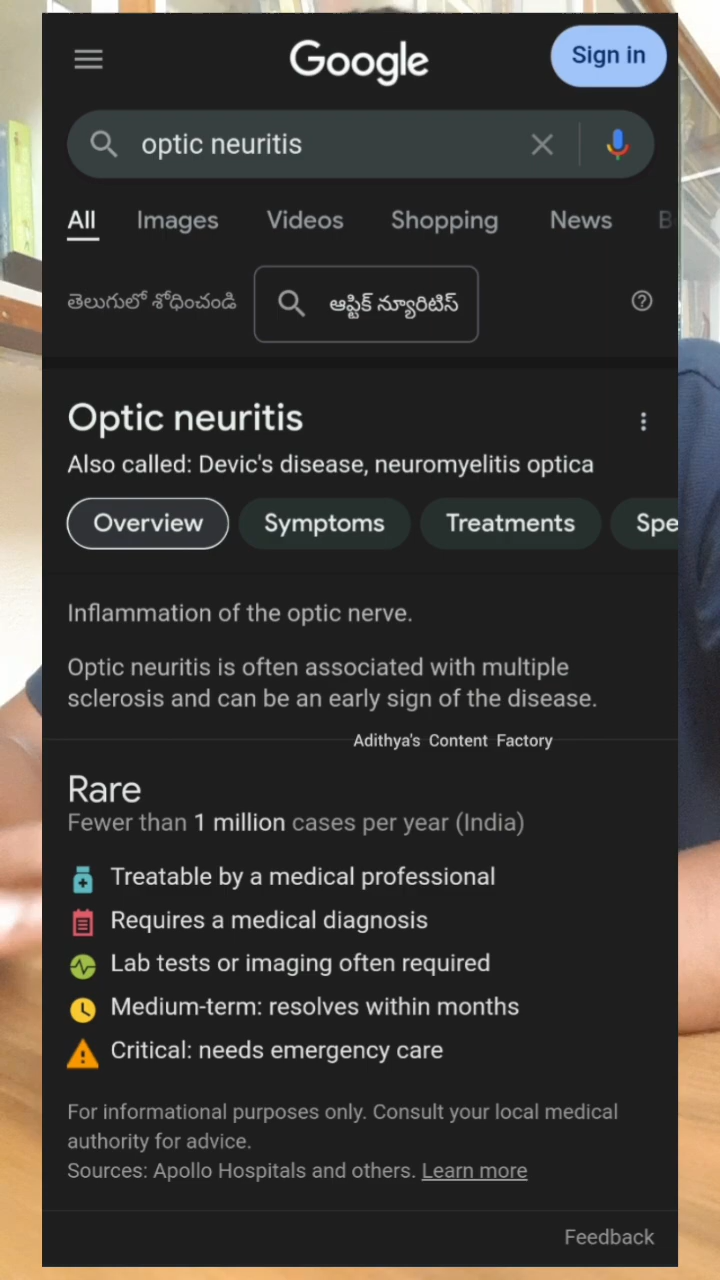 Google
Sign in
optic neuritis
All Images Videos Shopping News
తెలుగులో శోధించండి ఆప్టిక్ న్యూరిటిస్
Optic neuritis
Also called: Devic's disease, neuromyelitis optica
Overview Symptoms Treatments Spe
Inflammation of the optic nerve.
Optic neuritis is often associated with multiple
sclerosis and can be an early sign of the disease.
Adithya's Content Factory
Rare
Fewer than 1 million cases per year (India)
Treatable by a medical professional
Requires a medical diagnosis
Lab tests or imaging often required
Medium-term: resolves within months
Critical: needs emergency care
For informational purposes only. Consult your local medical
authority for advice.
Sources: Apollo Hospitals and others. Learn more
Feedback